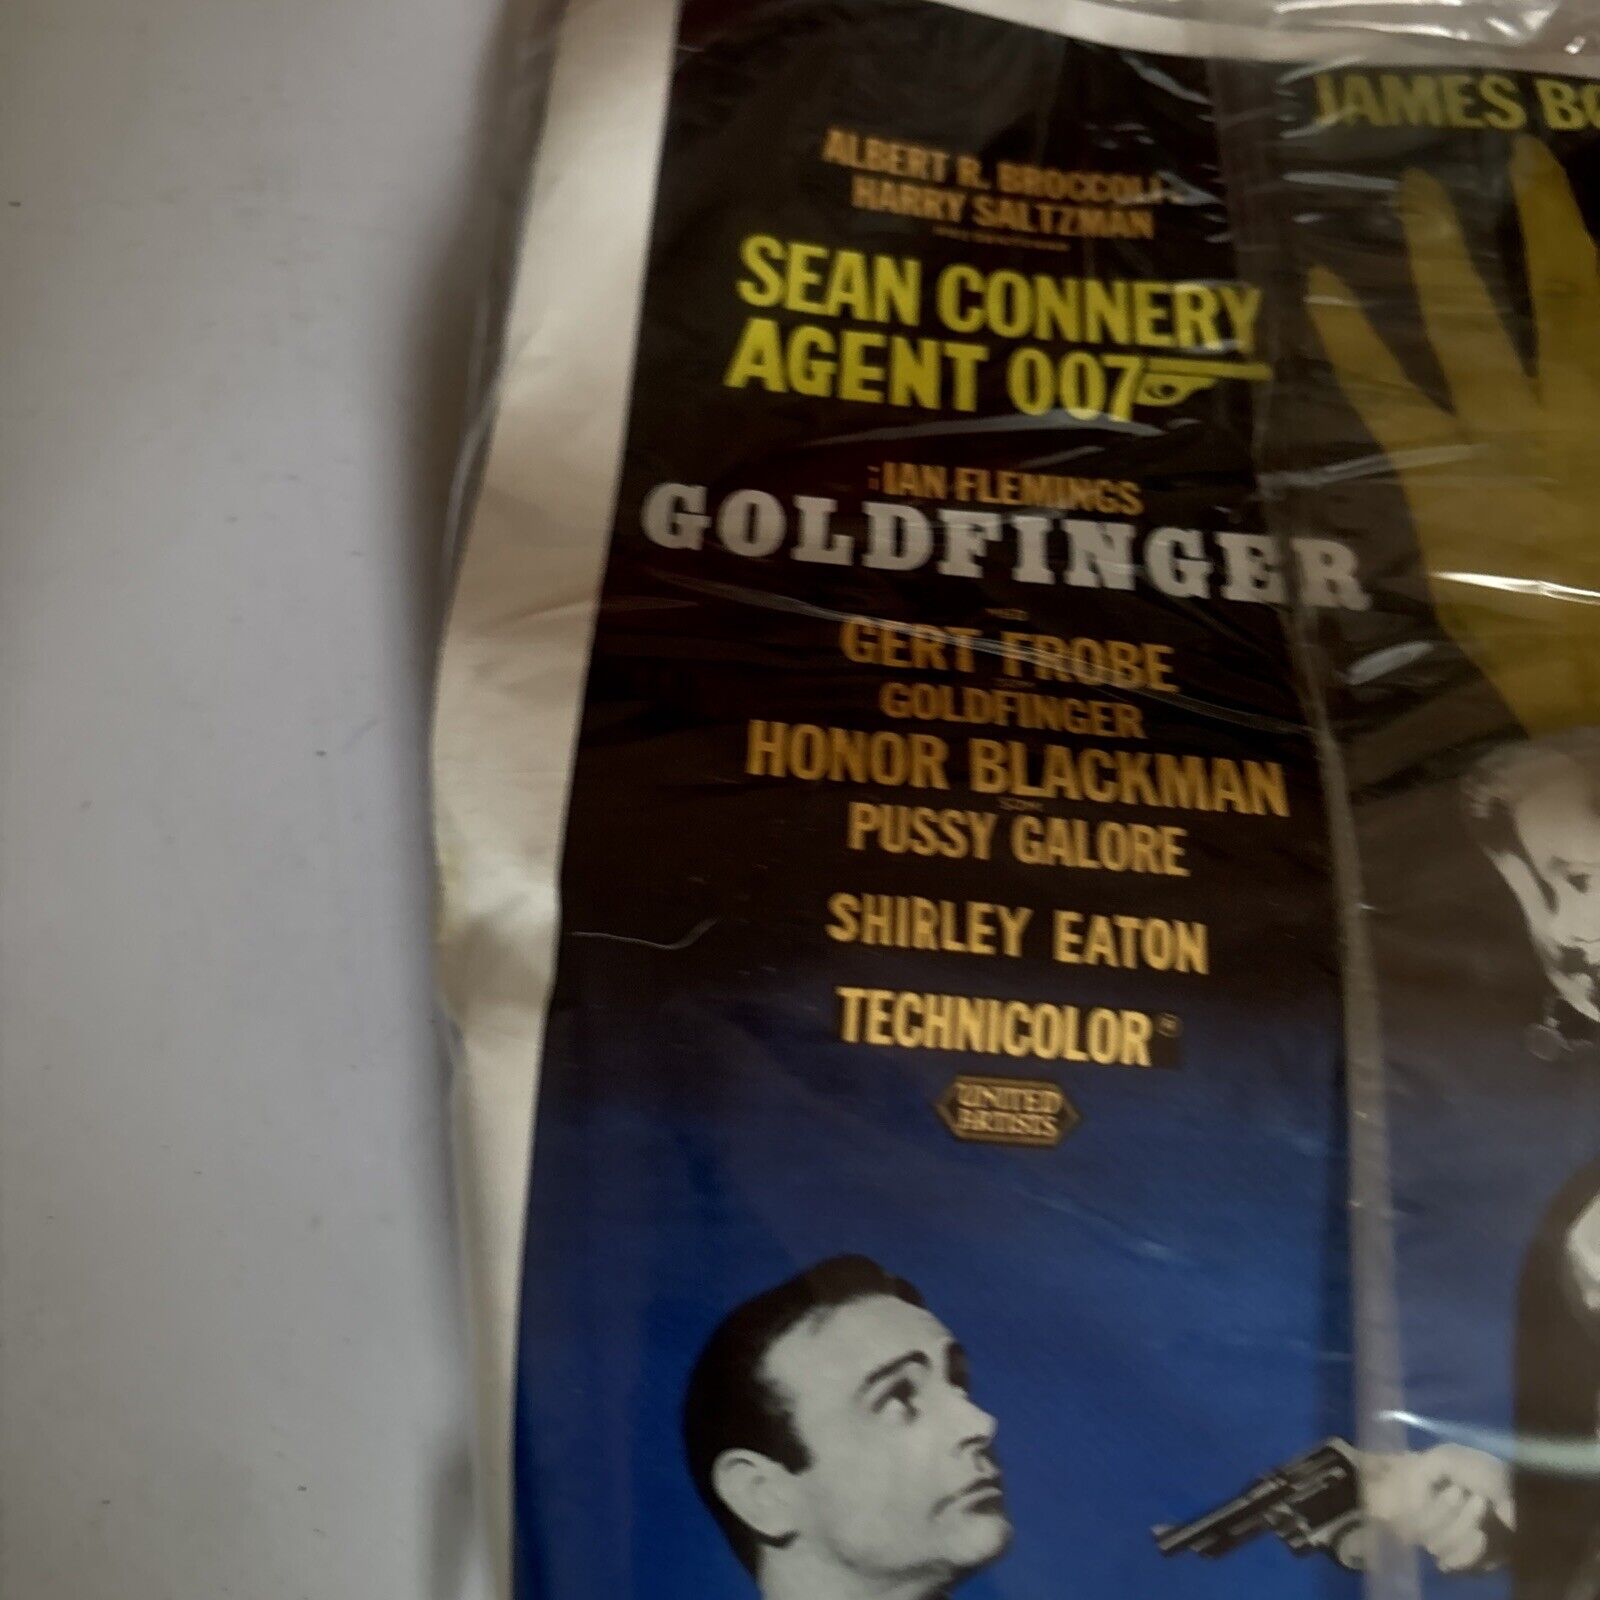 JAMES BO
ALBERT R. BROCCOLI
HARRY SALTZMAN
SEAN CONNERY
AGENT 007
IAN FLEMINGS
GOLDFINGER
GERT FROBE
GOLDFINGER
HONOR BLACKMAN
SOM
PUSSY GALORE
SHIRLEY EATON
TECHNICOLOR®
UNITED
ARTISTS